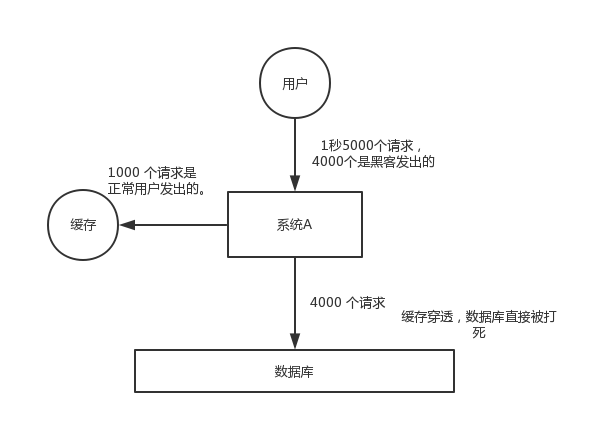 用户
1秒5000个请求，
4000个是黑客发出的
1000 个请求是
正常用户发出的。
缓存
系统A
4000 个请求
缓存穿透，数据库直接被打
死
数据库